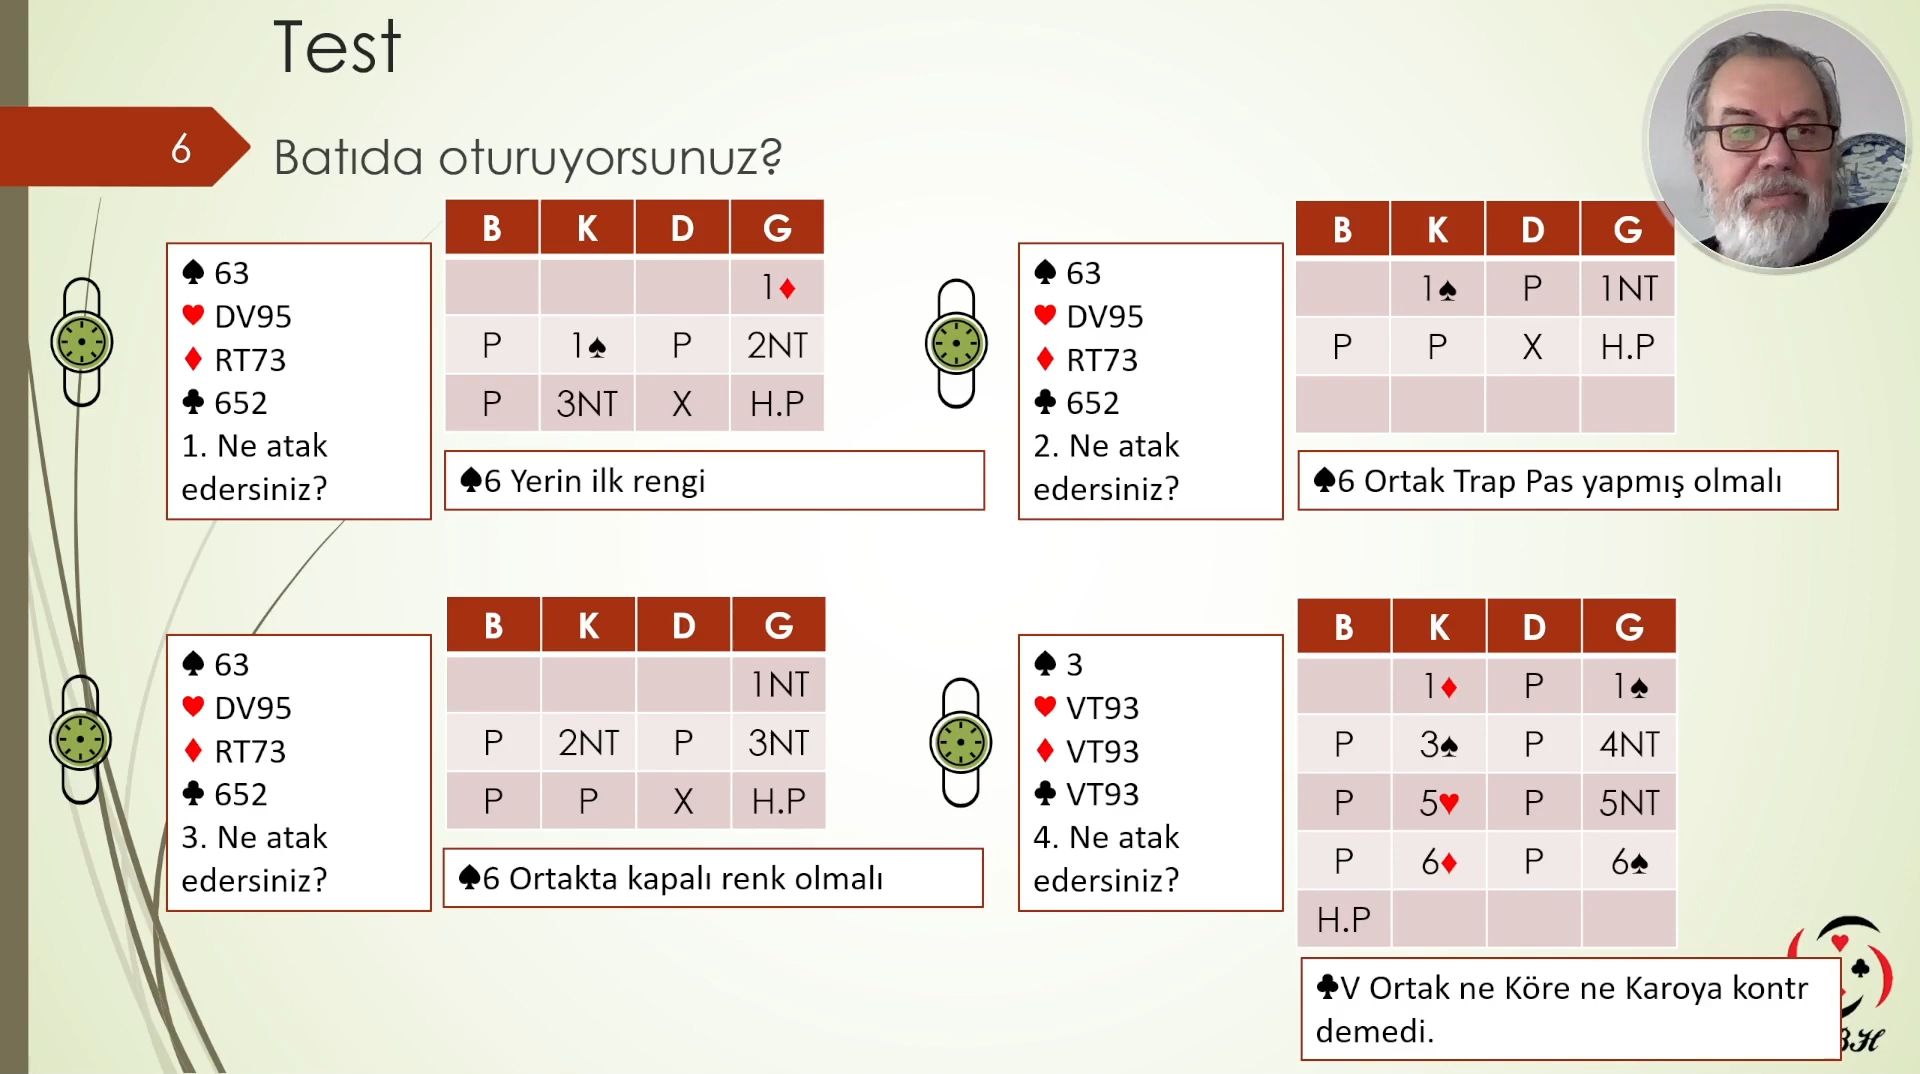 Test
6
Batıda oturuyorsunuz?
♠ 63
♥ DV95
♦ RT73
♣ 652
1. Ne atak
edersiniz?
B K D G
1♦
P 1♠ P 2NT
P 3NT X H.P
♠6 Yerin ilk rengi
♠ 63
♥ DV95
♦ RT73
♣ 652
2. Ne atak
edersiniz?
B K D G
1♠ P 1NT
P P X H.P
♠6 Ortak Trap Pas yapmış olmalı
♠ 63
♥ DV95
♦ RT73
♣ 652
3. Ne atak
edersiniz?
B K D G
1NT
P 2NT P 3NT
P P X H.P
♠6 Ortakta kapalı renk olmalı
♠ 3
♥ VT93
♦ VT93
♣ VT93
4. Ne atak
edersiniz?
B K D G
1♦ P 1♠
P 3♠ P 4NT
P 5♥ P 5NT
P 6♦ P 6♠
H.P
♣V Ortak ne Köre ne Karoya kontr
demedi.